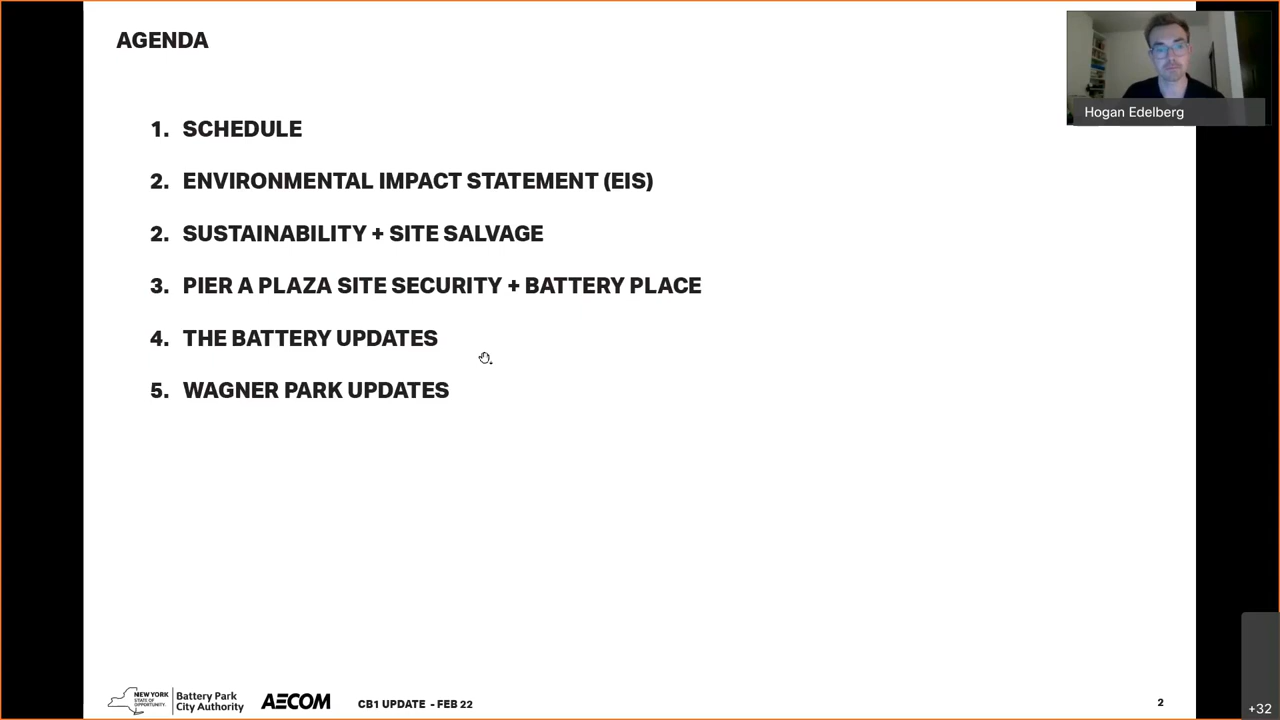 AGENDA
Hogan Edelberg
1. SCHEDULE
2. ENVIRONMENTAL IMPACT STATEMENT (EIS)
2. SUSTAINABILITY + SITE SALVAGE
3. PIER A PLAZA SITE SECURITY + BATTERY PLACE
4. THE BATTERY UPDATES
5. WAGNER PARK UPDATES
NEW YORK
STATE OF
OPPORTUNITY.
Battery Park
City Authority
AECOM
CB1 UPDATE - FEB 22
2
+32